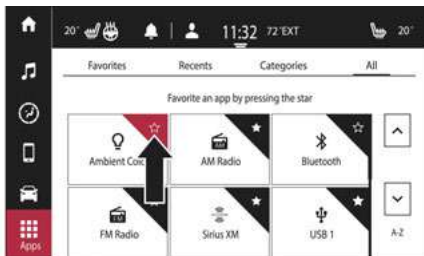 20° 11:32 72°EXT 20°
Favorites Recents Categories All
Favorite an app by pressing the star
AM
Ambient AM Radio Bluetooth
FM Radio Sirius XM USB 1 A-Z
Apps